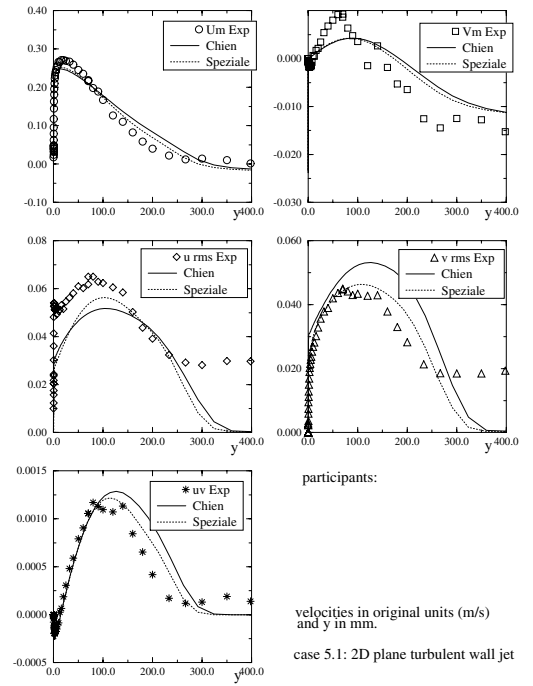 0.40
0.30
0.20
0.10
0.00
-0.10
0.0
100.0
200.0
300.0
400.0
y
Um Exp
Chien
Speziale
0.000
-0.010
-0.020
-0.030
0.0
100.0
200.0
300.0
400.0
y
Vm Exp
Chien
Speziale
0.08
0.06
0.04
0.02
0.00
0.0
100.0
200.0
300.0
400.0
y
u rms Exp
Chien
Speziale
0.060
0.040
0.020
0.000
0.0
100.0
200.0
300.0
400.0
y
v rms Exp
Chien
Speziale
0.0015
0.0010
0.0005
0.0000
-0.0005
0.0
100.0
200.0
300.0
400.0
y
uv Exp
Chien
Speziale
participants:
velocities in original units (m/s)
and y in mm.
case 5.1: 2D plane turbulent wall jet